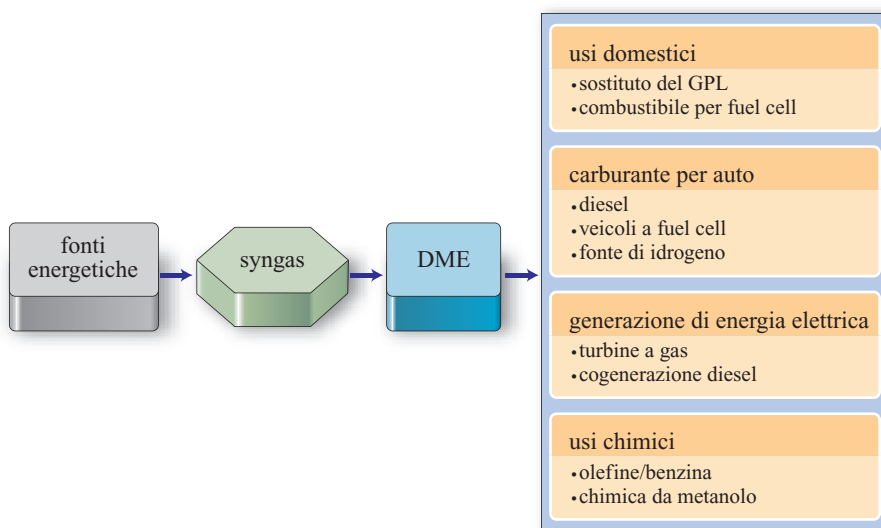 fonti
energetiche
syngas
DME
usi domestici
•sostituto del GPL
•combustibile per fuel cell
carburante per auto
•diesel
•veicoli a fuel cell
•fonte di idrogeno
generazione di energia elettrica
•turbine a gas
•cogenerazione diesel
usi chimici
•olefine/benzina
•chimica da metanolo